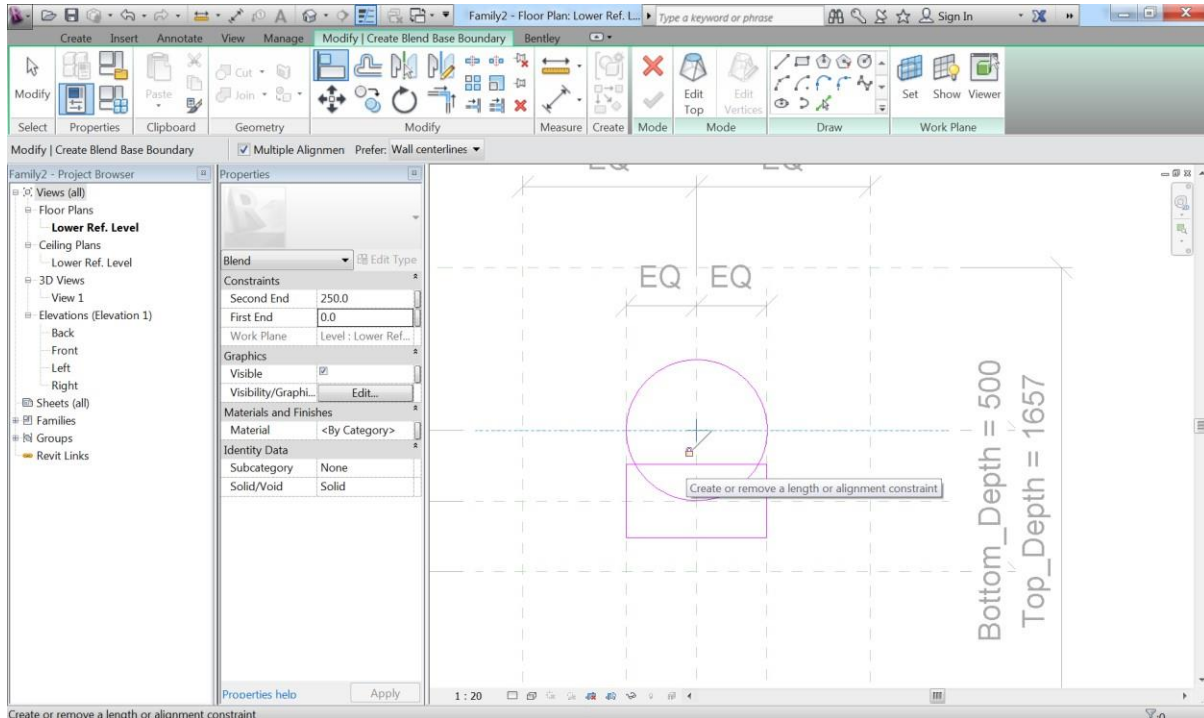 Family2 - Floor Plan: Lower Ref. L...
Type a keyword or phrase
Sign In
Create Insert Annotate View Manage Modify | Create Blend Base Boundary Bentley
Modify
Paste
Cut
Join
Edit Top
Edit Vertices
Set
Show
Viewer
Select Properties Clipboard Geometry Modify Measure Create Mode Mode Draw Work Plane
Modify | Create Blend Base Boundary
Multiple Alignmen Prefer: Wall centerlines
Family2 - Project Browser
Views (all)
Floor Plans
Lower Ref. Level
Ceiling Plans
Lower Ref. Level
3D Views
View 1
Elevations (Elevation 1)
Back
Front
Left
Right
Sheets (all)
Families
Groups
Revit Links
Properties
Blend
Edit Type
Constraints
Second End 250.0
First End 0.0
Work Plane Level : Lower Ref...
Graphics
Visible
Visibility/Graphi... Edit...
Materials and Finishes
Material <By Category>
Identity Data
Subcategory None
Solid/Void Solid
Properties help
Apply
EQ EQ
EQ EQ
Create or remove a length or alignment constraint
Bottom_Depth = 500
Top_Depth = 1657
1 : 20
Create or remove a length or alignment constraint
:0